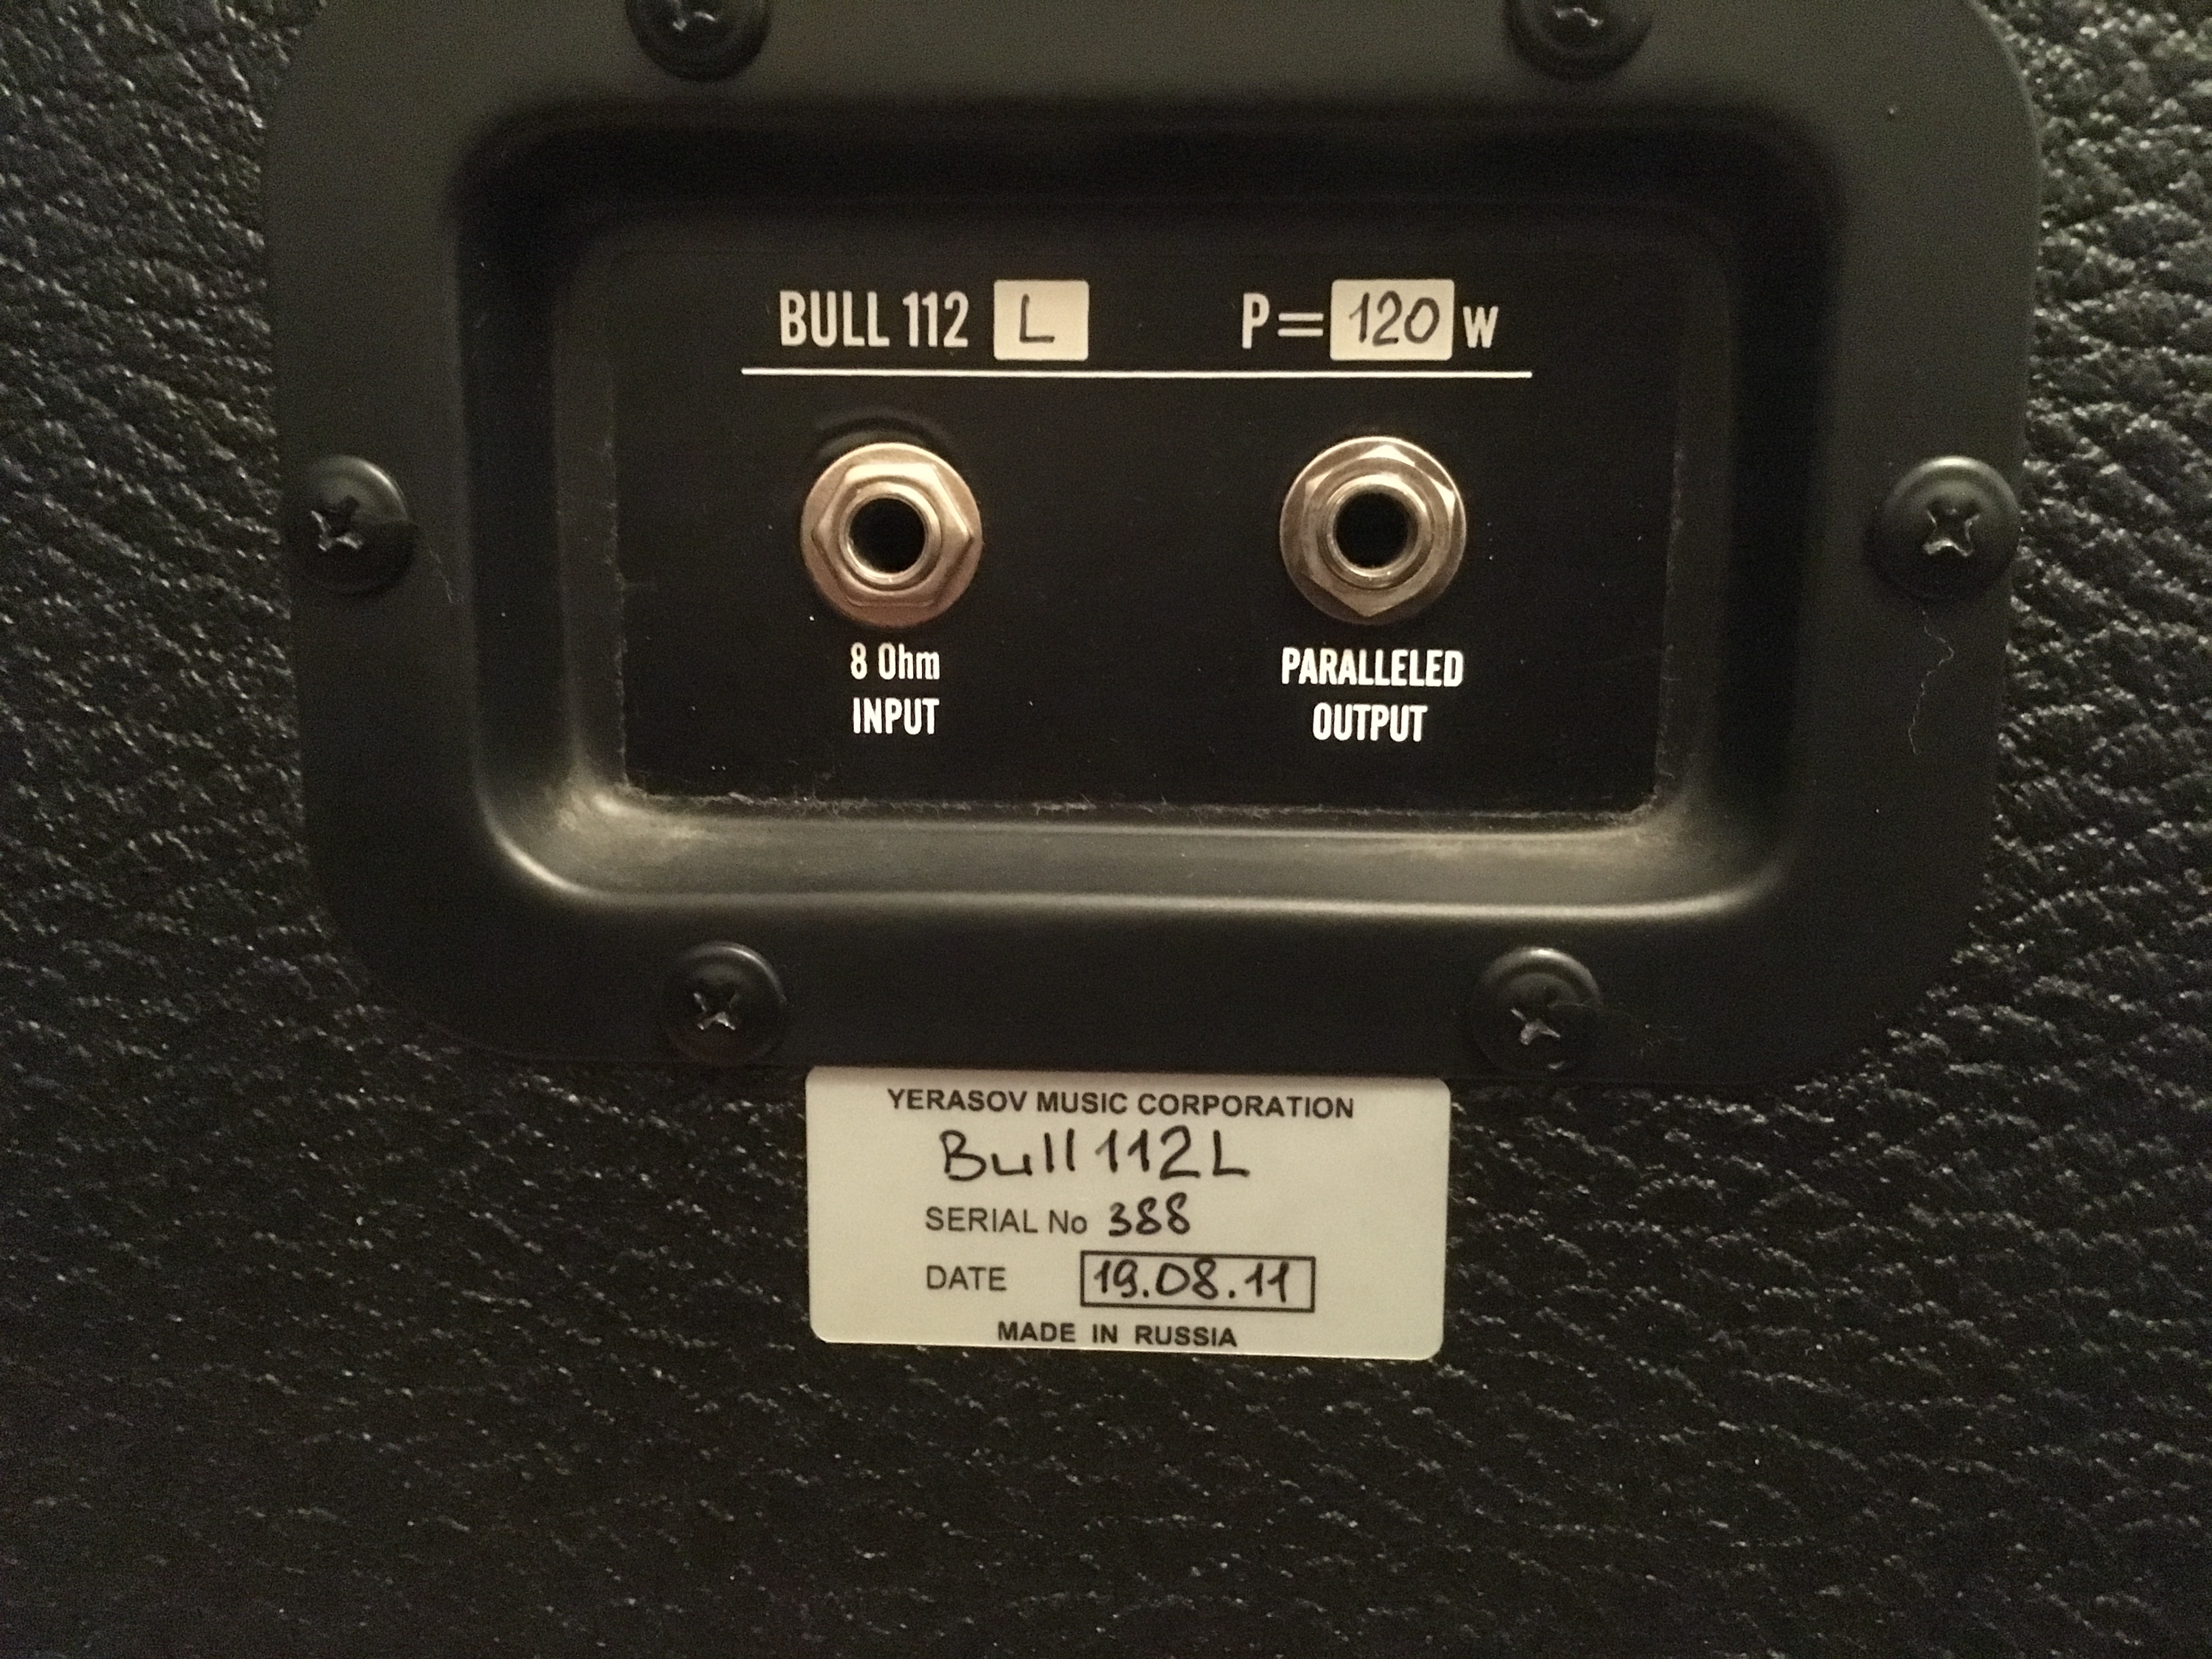 BULL 112 L P=120 W
8 Ohm
INPUT
PARALLELED
OUTPUT
YERASOV MUSIC CORPORATION
Bull 112L
SERIAL No 388
DATE 19.08.11
MADE IN RUSSIA